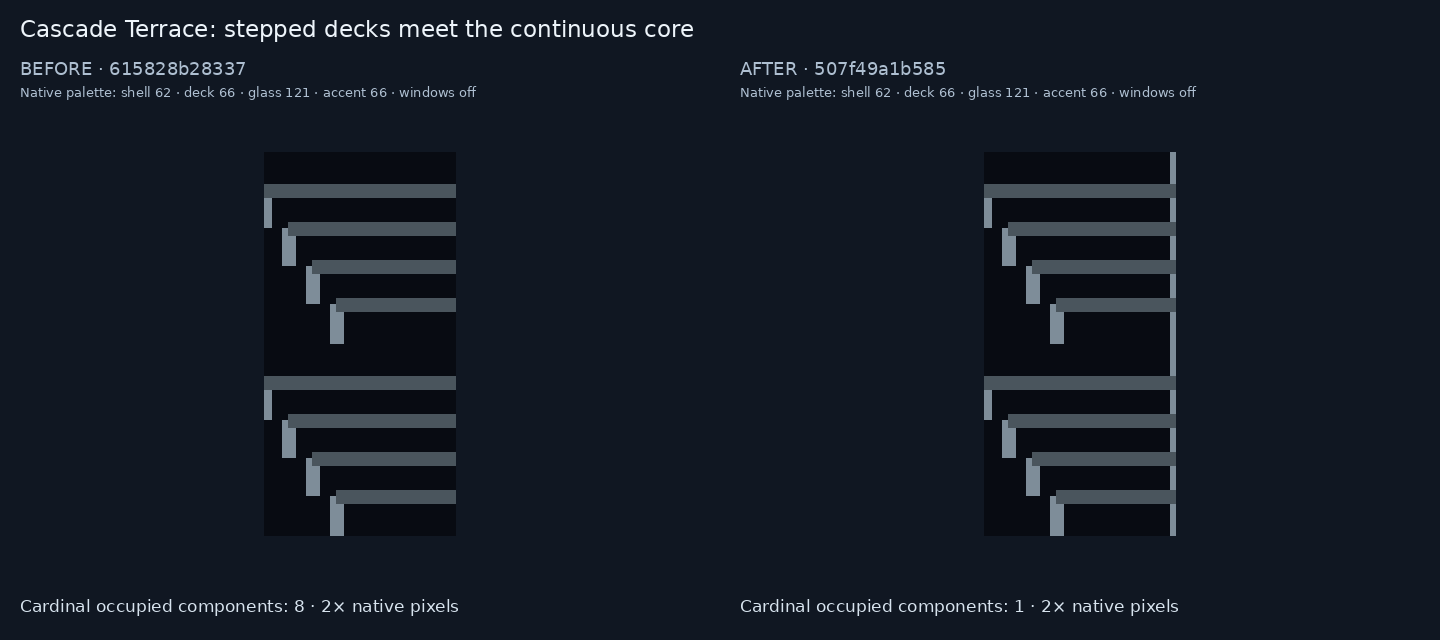 Cascade Terrace: stepped decks meet the continuous core
BEFORE · 615828b28337
Native palette: shell 62 · deck 66 · glass 121 · accent 66 · windows off
AFTER · 507f49a1b585
Native palette: shell 62 · deck 66 · glass 121 · accent 66 · windows off
Cardinal occupied components: 8 · 2× native pixels
Cardinal occupied components: 1 · 2× native pixels